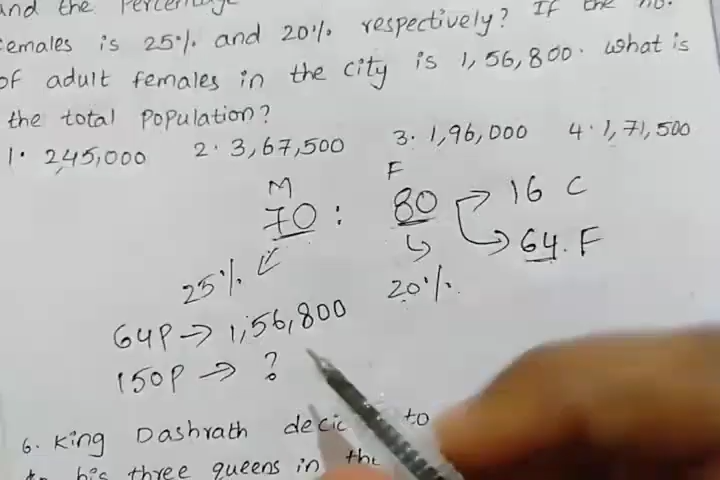 and the Percentage
females is 25% and 20% respectively? If the no.
of adult females in the city is 1,56,800. what is
the total population?
1. 245,000 2. 3,67,500 3. 1,96,000 4. 1,71,500
M F
70 : 80 → 16 C
→ 64. F
25% 20%.
64P → 1,56,800
150P → ?
6. King Dashrath to
his three queens in the